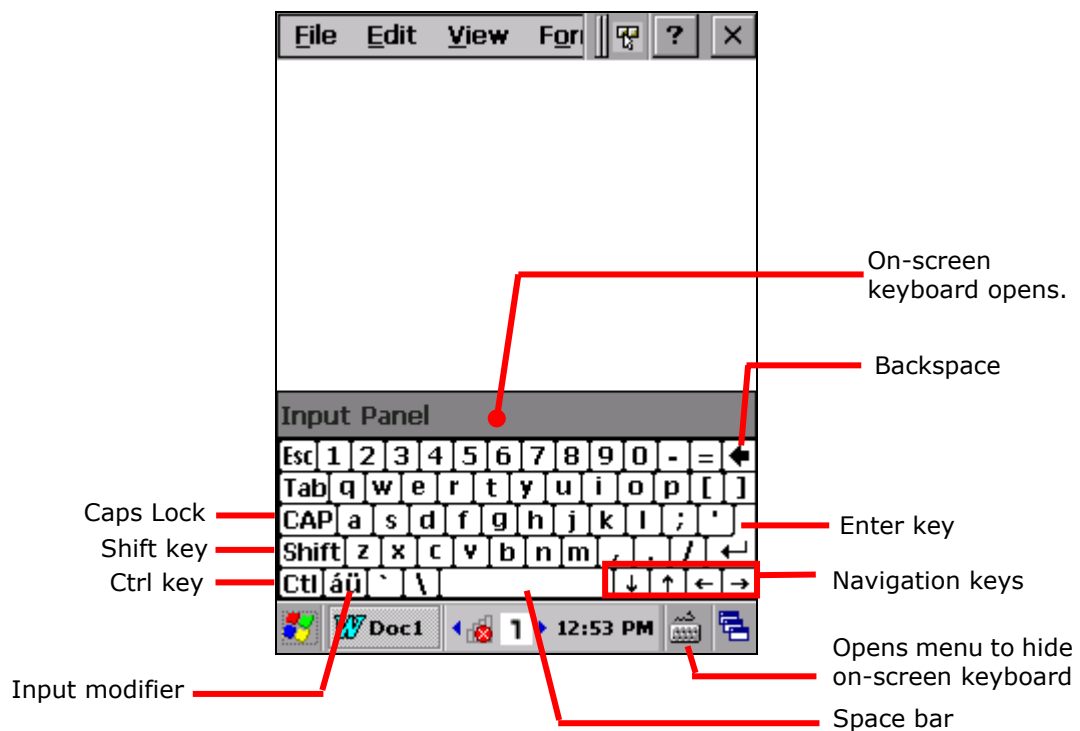 File Edit View For ? ×
On-screen
keyboard opens.
Backspace
Input Panel
Esc 1 2 3 4 5 6 7 8 9 0 - = 
Tab q w e r t y u i o p [ ]
Caps Lock
CAP a s d f g h j k l ; '
Enter key
Shift key
Shift z x c v b n m , . / ↵
Ctrl key
Ctl áü ` \ ↓ ↑ ← →
Navigation keys
Doc1 1 12:53 PM
Opens menu to hide
on-screen keyboard
Input modifier
Space bar